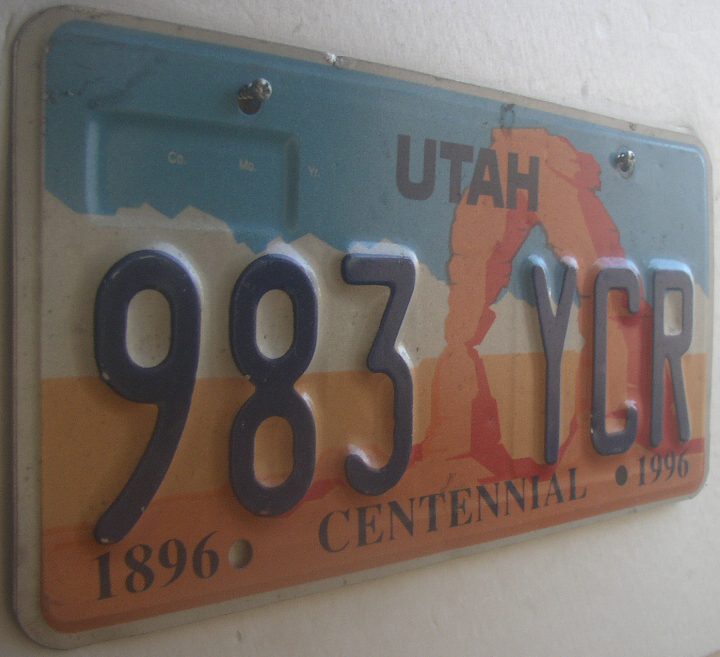 UTAH
Co. Mo. Yr.
983 YCR
1896 CENTENNIAL 1996